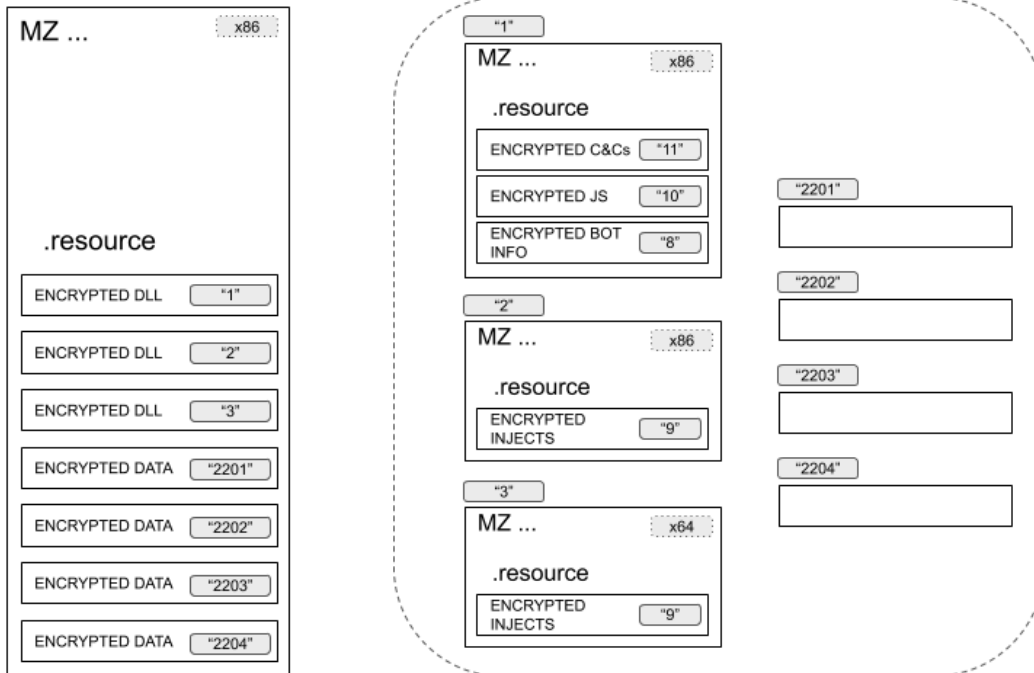 MZ ... x86
.resource
ENCRYPTED DLL “1”
ENCRYPTED DLL “2”
ENCRYPTED DLL “3”
ENCRYPTED DATA “2201”
ENCRYPTED DATA “2202”
ENCRYPTED DATA “2203”
ENCRYPTED DATA “2204”
“1”
MZ ... x86
.resource
ENCRYPTED C&Cs “11”
ENCRYPTED JS “10”
ENCRYPTED BOT
INFO “8”
“2”
MZ ... x86
.resource
ENCRYPTED
INJECTS “9”
“3”
MZ ... x64
.resource
ENCRYPTED
INJECTS “9”
“2201”
“2202”
“2203”
“2204”